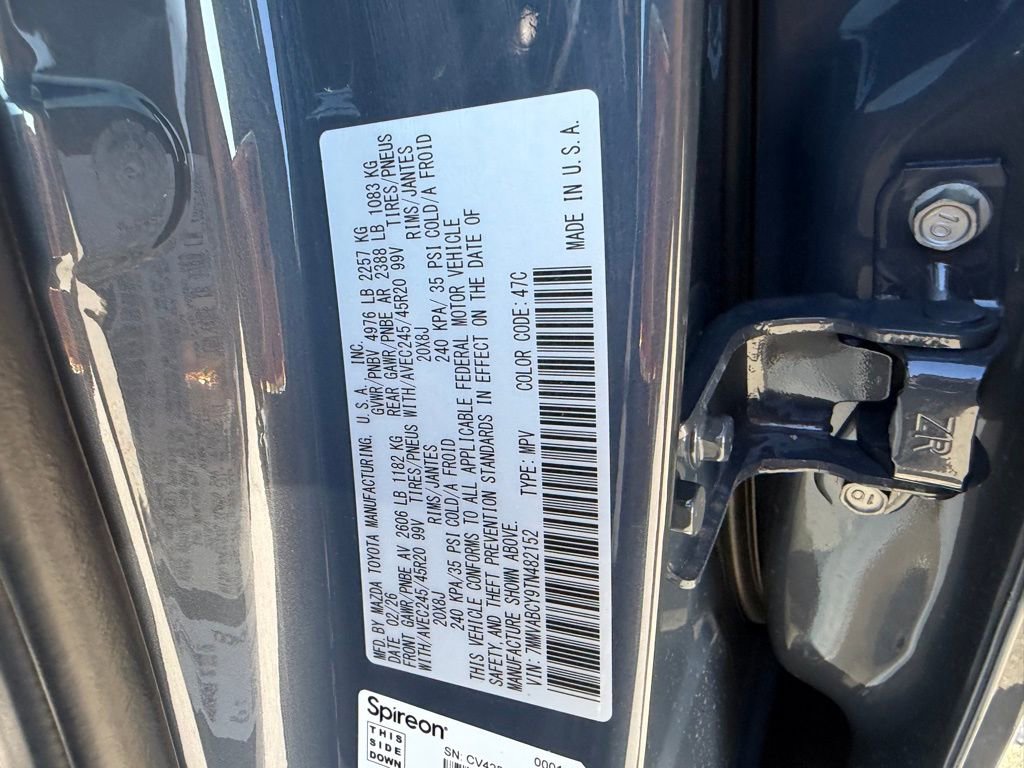 MFD.BY MAZDA TOYOTA MANUFACTURING, U.S.A. INC.
DATE 02/26 GVWR/PNBV 4976 LB 2257 KG
FRONT GAWR/PNBE AV 2606 LB 1182 KG REAR GAWR/PNBE AR 2388 LB 1083 KG
WITH/AVEC245/45R20 99V TIRES/PNEUS WITH/AVEC245/45R20 99V TIRES/PNEUS
20X8J RIMS/JANTES 20X8J RIMS/JANTES
240 KPA/35 PSI COLD/A FROID 240 KPA/ 35 PSI COLD/A FROID
THIS VEHICLE CONFORMS TO ALL APPLICABLE FEDERAL MOTOR VEHICLE
SAFETY, AND THEFT PREVENTION STANDARDS IN EFFECT ON THE DATE OF
MANUFACTURE SHOWN ABOVE.
VIN: 7MMVABCY9TN482152 TYPE: MPV COLOR CODE: 47C
MADE IN U.S.A.
Spireon
THIS
SIDE
DOWN
SN:
10
ZR
10